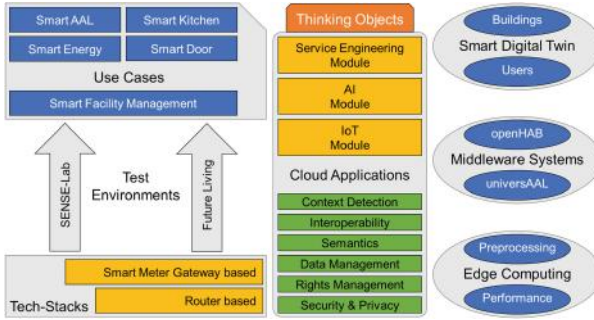 Smart AAL
Smart Kitchen
Smart Energy
Smart Door
Use Cases
Smart Facility Management
SENSE-Lab
Test
Environments
Future Living
Smart Meter Gateway based
Router based
Tech-Stacks
Thinking Objects
Service Engineering
Module
AI
Module
IoT
Module
Cloud Applications
Context Detection
Interoperability
Semantics
Data Management
Rights Management
Security & Privacy
Buildings
Smart Digital Twin
Users
openHAB
Middleware Systems
universAAL
Preprocessing
Edge Computing
Performance